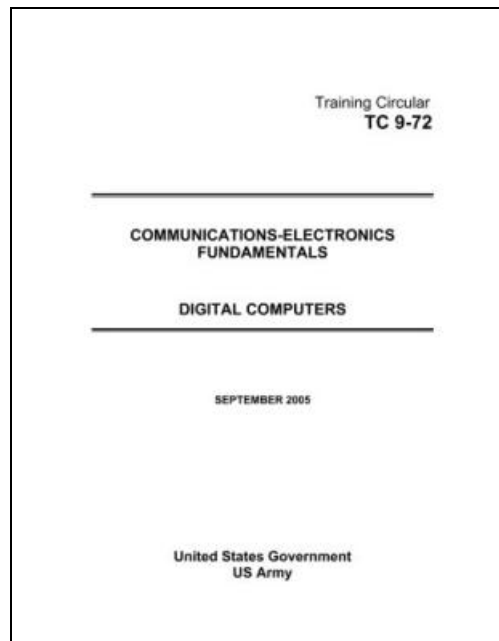 Training Circular
TC 9-72
COMMUNICATIONS-ELECTRONICS
FUNDAMENTALS
DIGITAL COMPUTERS
SEPTEMBER 2005
United States Government
US Army